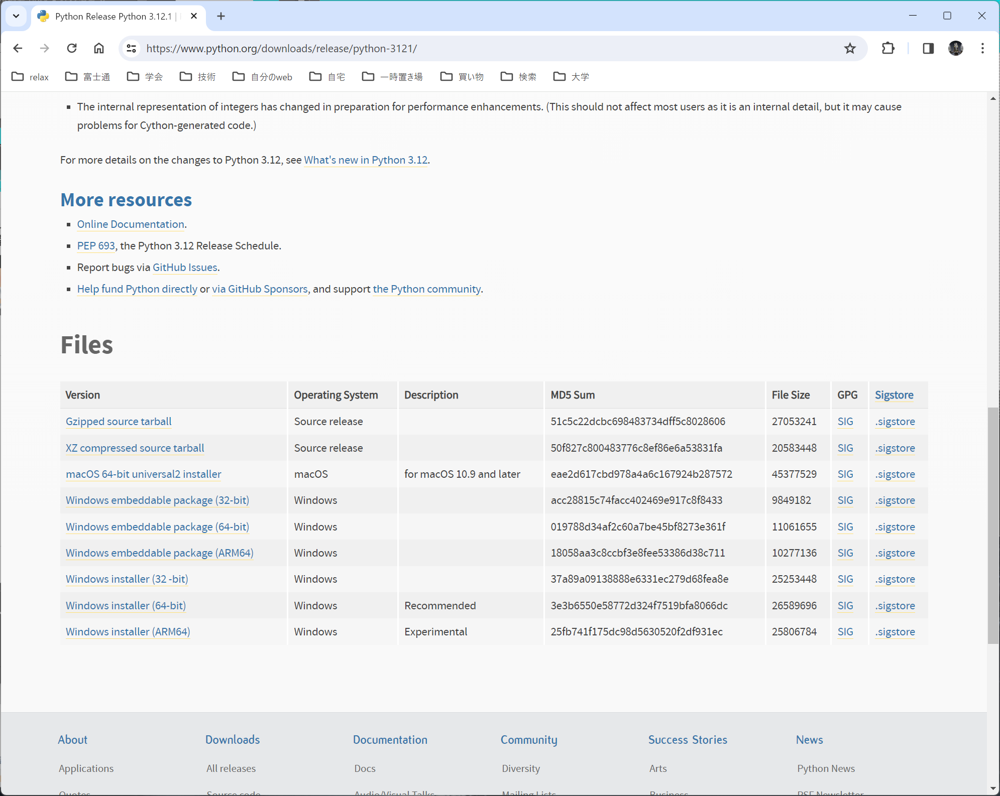 Python Release Python 3.12.1 |
https://www.python.org/downloads/release/python-3121/
relax 富士通 学会 技術 自分のweb 自宅 一時置き場 買い物 検索 大学
The internal representation of integers has changed in preparation for performance enhancements. (This should not affect most users as it is an internal detail, but it may cause
problems for Cython-generated code.)
For more details on the changes to Python 3.12, see What's new in Python 3.12.
More resources
Online Documentation.
PEP 693, the Python 3.12 Release Schedule.
Report bugs via GitHub Issues.
Help fund Python directly or via GitHub Sponsors, and support the Python community.
Files
Version Operating System Description MD5 Sum File Size GPG Sigstore
Gzipped source tarball Source release 51c5c22dcbc698483734dff5c8028606 27053241 SIG .sigstore
XZ compressed source tarball Source release 50f827c800483776c8ef86e6a53831fa 20583448 SIG .sigstore
macOS 64-bit universal2 installer macOS for macOS 10.9 and later eae2d617cbd978a4a6c167924b287572 45377529 SIG .sigstore
Windows embeddable package (32-bit) Windows acc28815c74facc402469e917c8f8433 9849182 SIG .sigstore
Windows embeddable package (64-bit) Windows 019788d34af2c60a7be45bf8273e361f 11061655 SIG .sigstore
Windows embeddable package (ARM64) Windows 18058aa3c8ccbf3e8fee53386d38c711 10277136 SIG .sigstore
Windows installer (32 -bit) Windows 37a89a09138888e6331ec279d68fea8e 25253448 SIG .sigstore
Windows installer (64-bit) Windows Recommended 3e3b6550e58772d324f7519bfa8066dc 26589696 SIG .sigstore
Windows installer (ARM64) Windows Experimental 25fb741f175dc98d5630520f2df931ec 25806784 SIG .sigstore
About Downloads Documentation Community Success Stories News
Applications All releases Docs Diversity Arts Python News
Quotes Source code Audio/Visual Talks Mailing Lists Business PSF Newsletter